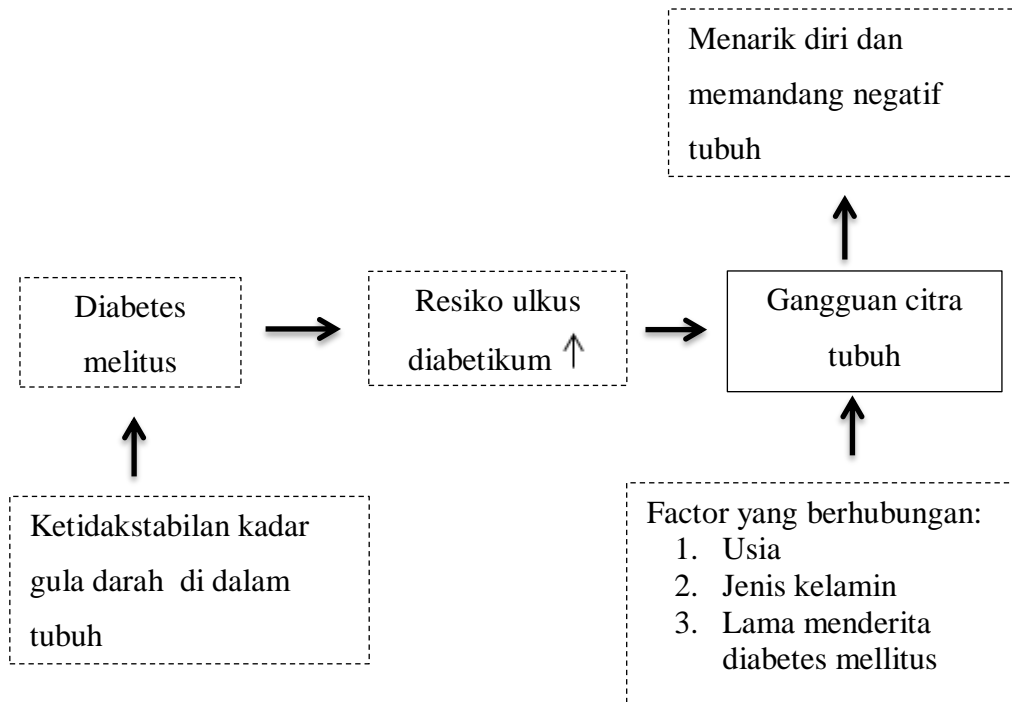 Menarik diri dan
memandang negatif
tubuh
Diabetes
melitus
Resiko ulkus
diabetikum ↑
Gangguan citra
tubuh
Ketidakstabilan kadar
gula darah  di dalam
tubuh
Factor yang berhubungan:
1. Usia
2. Jenis kelamin
3. Lama menderita
diabetes mellitus